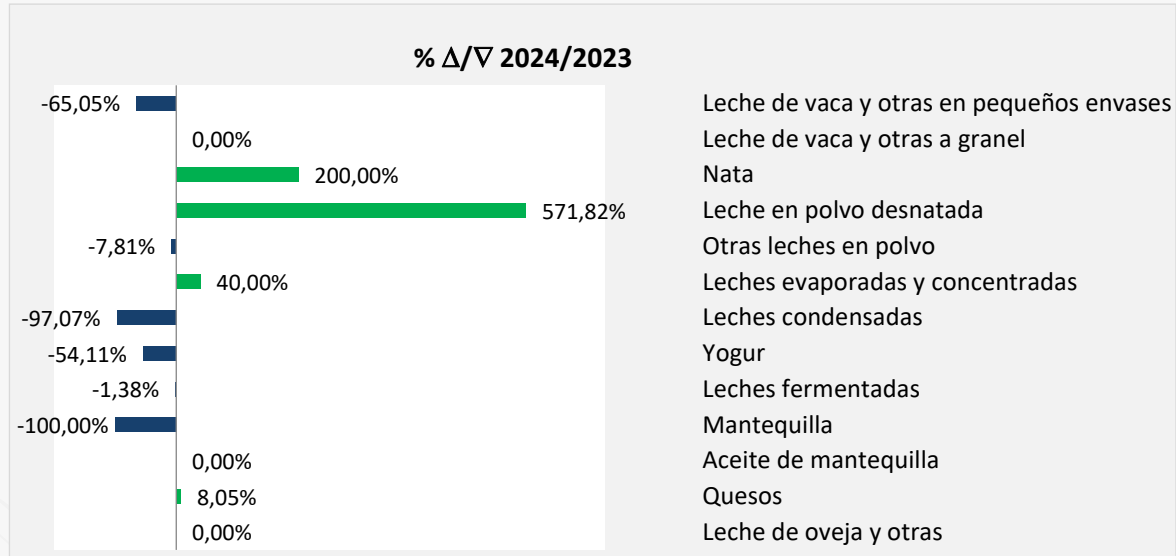 % Δ/∇ 2024/2023
-65,05% Leche de vaca y otras en pequeños envases
0,00% Leche de vaca y otras a granel
200,00% Nata
571,82% Leche en polvo desnatada
-7,81% Otras leches en polvo
40,00% Leches evaporadas y concentradas
-97,07% Leches condensadas
-54,11% Yogur
-1,38% Leches fermentadas
-100,00% Mantequilla
0,00% Aceite de mantequilla
8,05% Quesos
0,00% Leche de oveja y otras